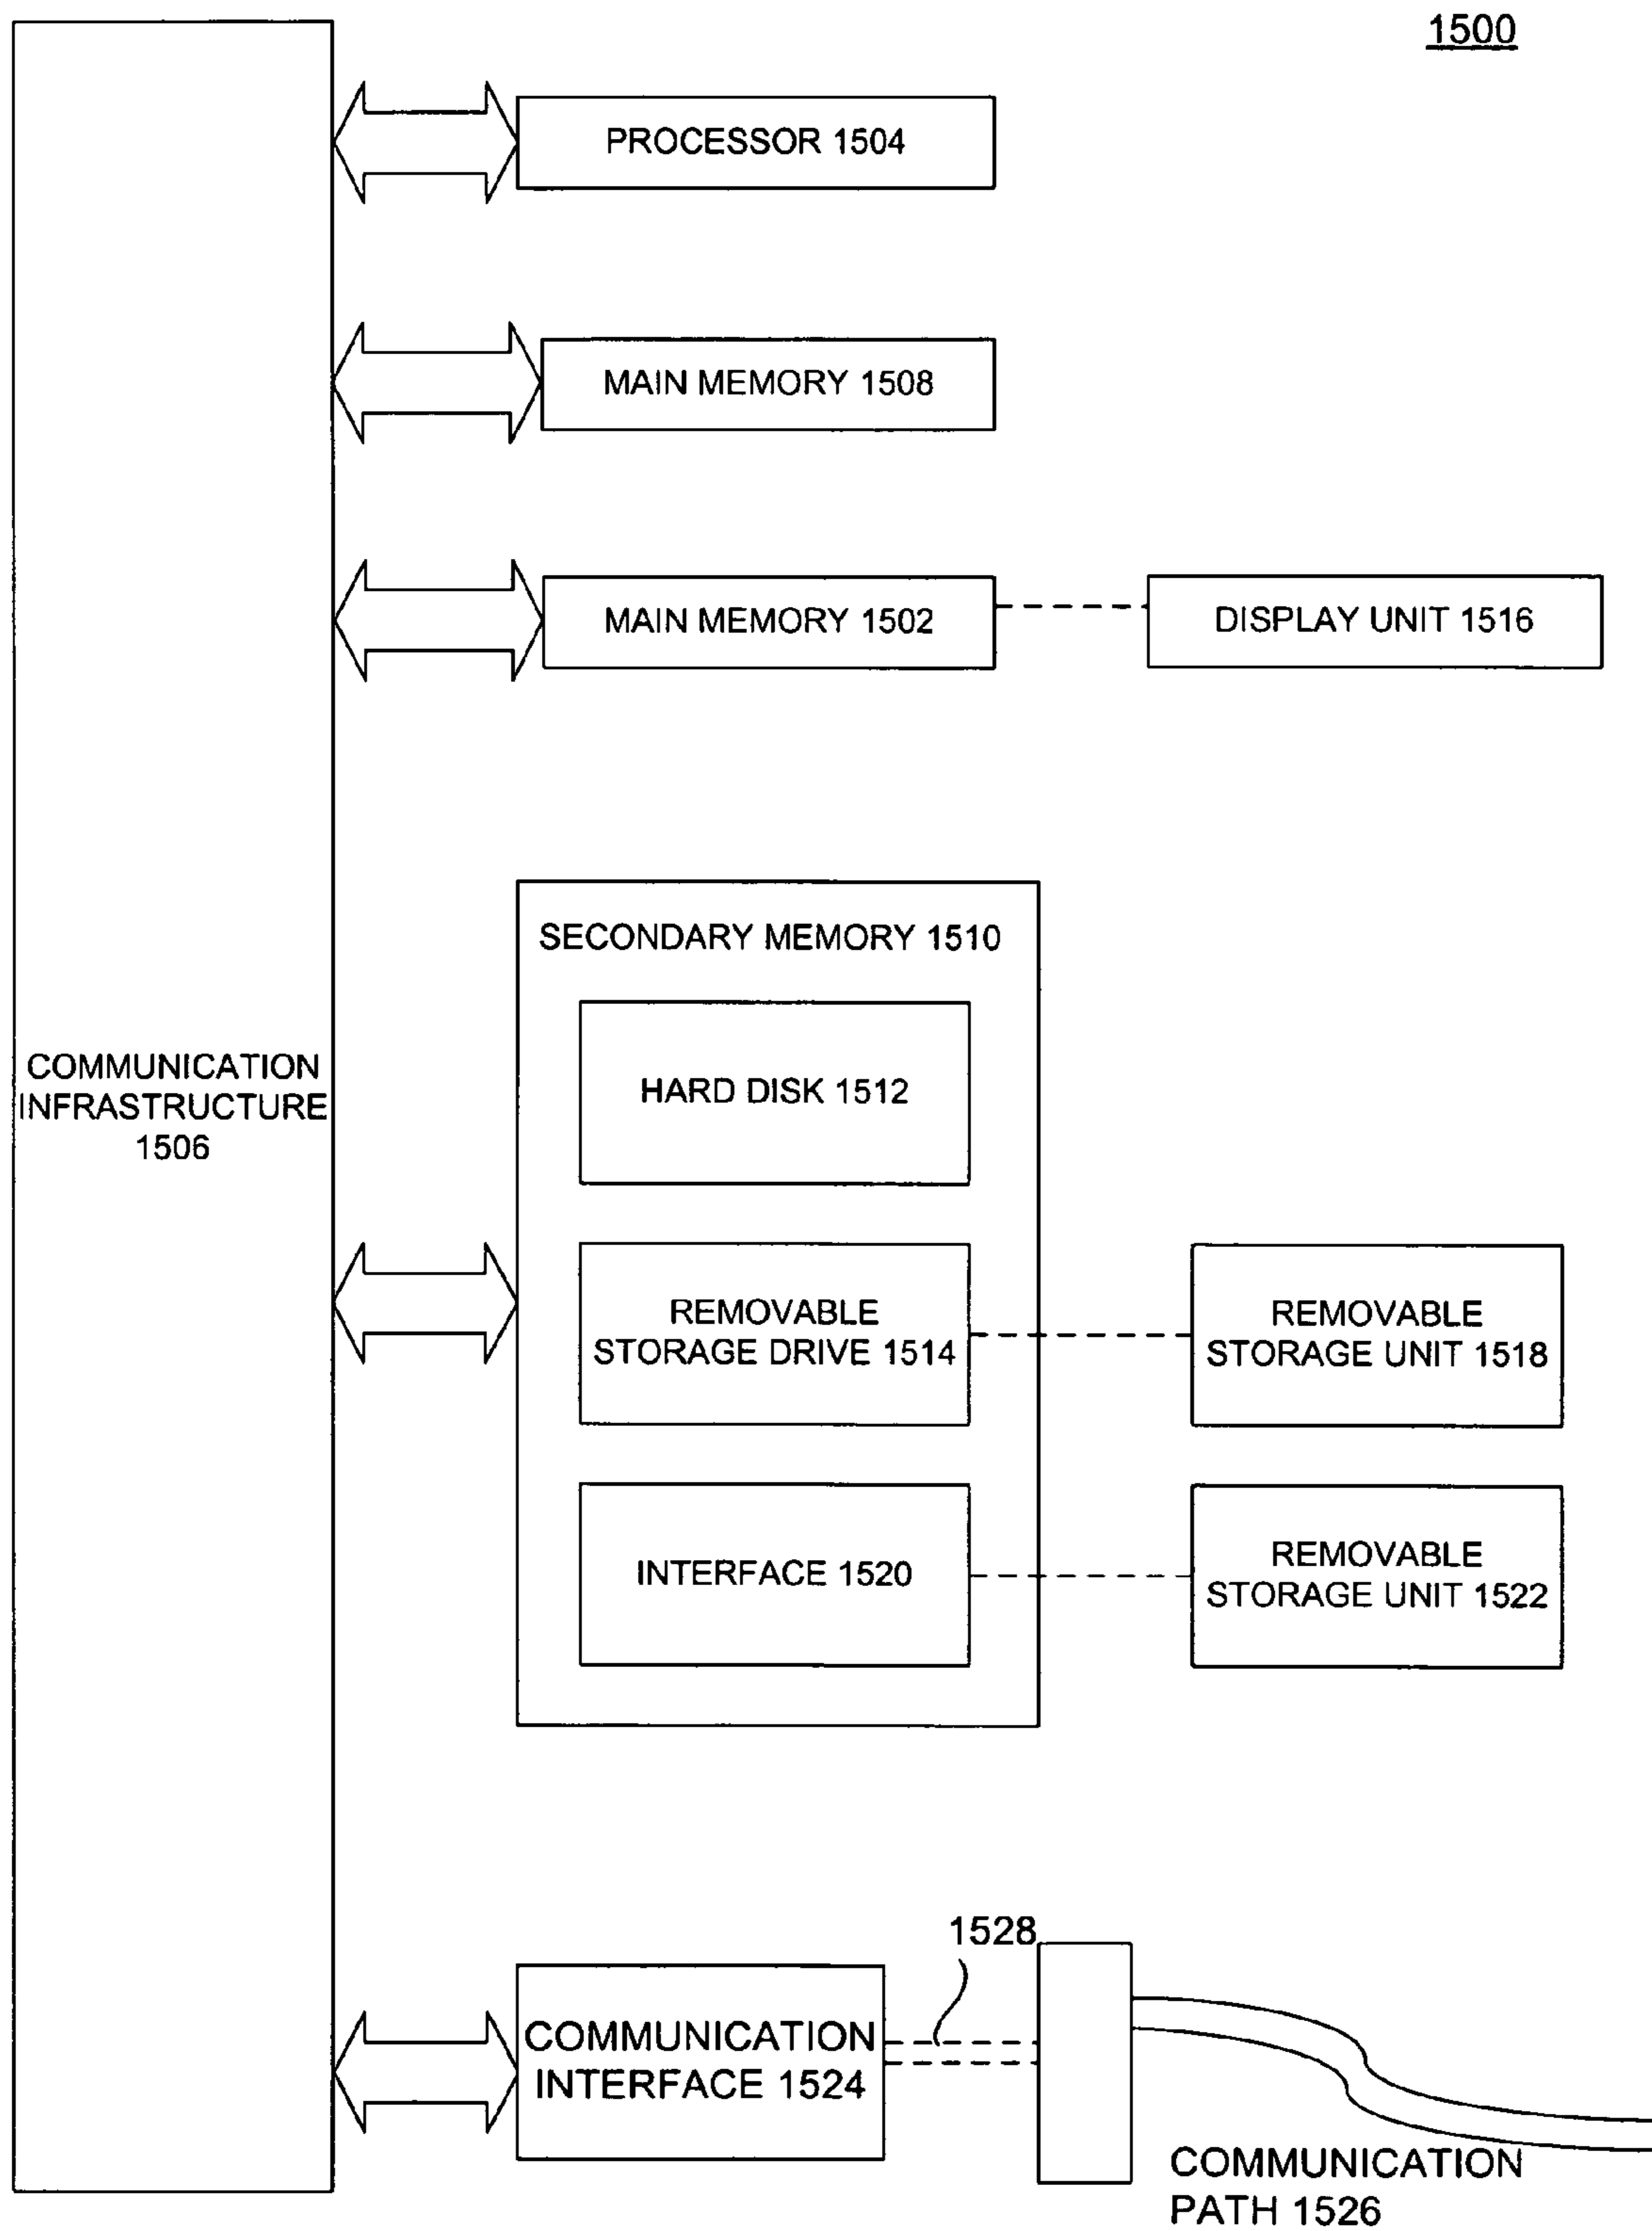 1500
PROCESSOR 1504
MAIN MEMORY 1508
MAIN MEMORY 1502
DISPLAY UNIT 1516
SECONDARY MEMORY 1510
HARD DISK 1512
COMMUNICATION
INFRASTRUCTURE
1506
REMOVABLE
STORAGE DRIVE 1514
REMOVABLE
STORAGE UNIT 1518
INTERFACE 1520
REMOVABLE
STORAGE UNIT 1522
1528
COMMUNICATION
INTERFACE 1524
COMMUNICATION
PATH 1526